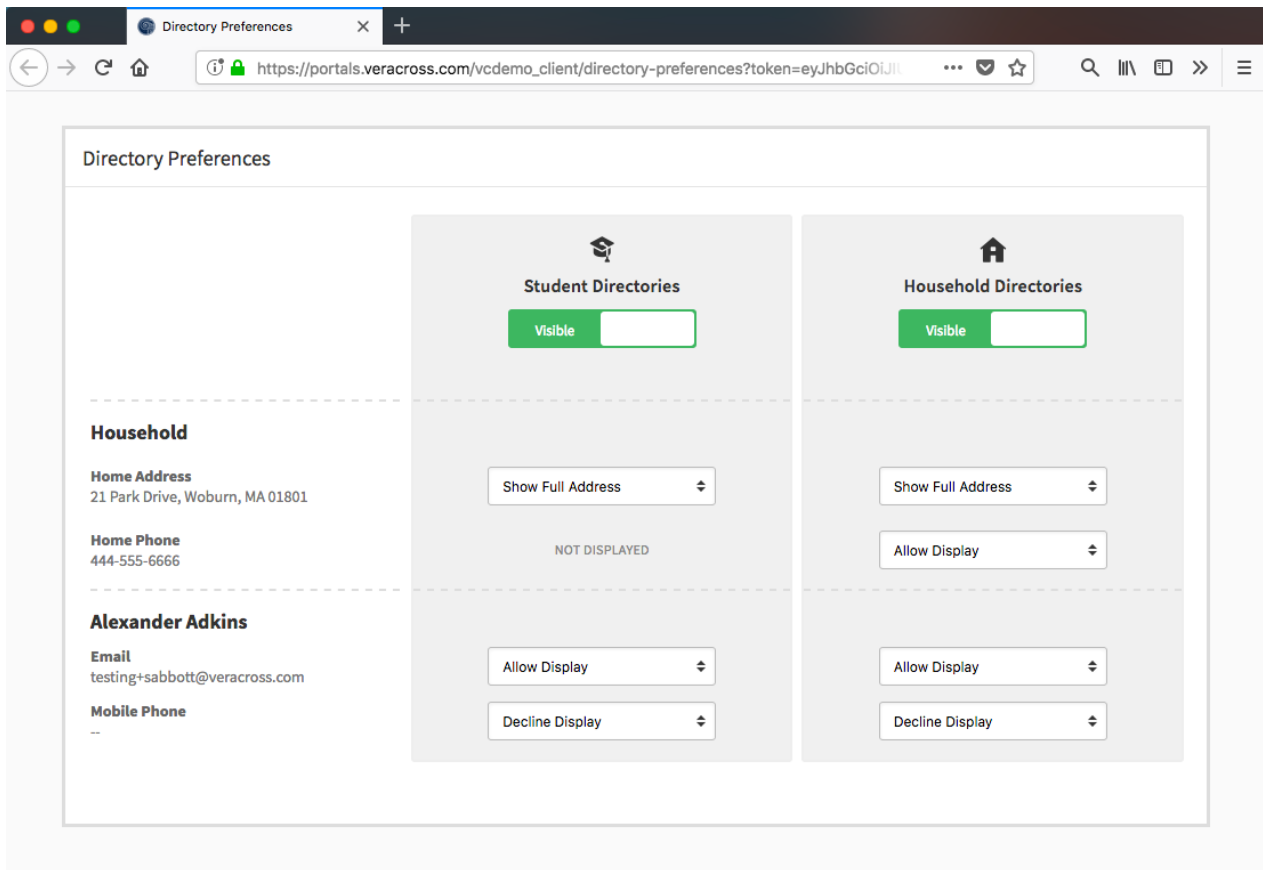 Directory Preferences
https://portals.veracross.com/vcdemo_client/directory-preferences?token=eyJhbGciOiJIU
Directory Preferences
Student Directories
Household Directories
Visible
Visible
Household
Home Address
21 Park Drive, Woburn, MA 01801
Show Full Address
Show Full Address
Home Phone
444-555-6666
NOT DISPLAYED
Allow Display
Alexander Adkins
Email
testing+sabbott@veracross.com
Allow Display
Allow Display
Mobile Phone
--
Decline Display
Decline Display